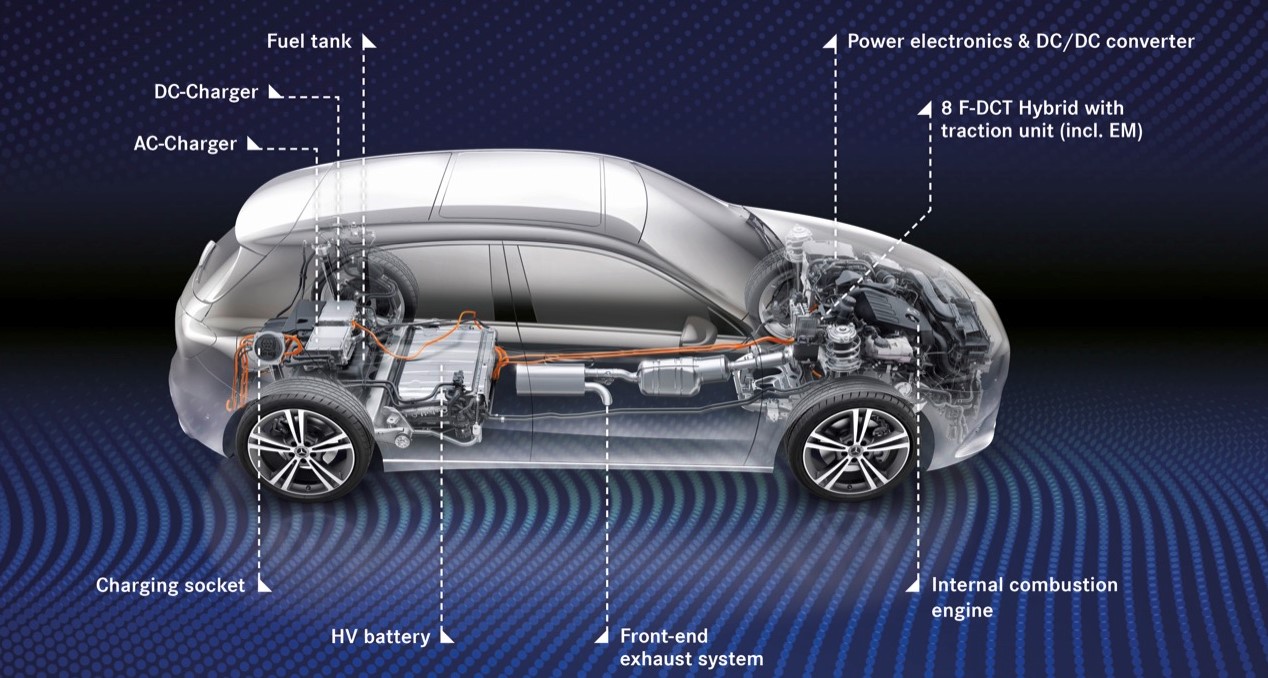 Fuel tank
Power electronics & DC/DC converter
DC-Charger
8 F-DCT Hybrid with
traction unit (incl. EM)
AC-Charger
Charging socket
Internal combustion
engine
HV battery
Front-end
exhaust system